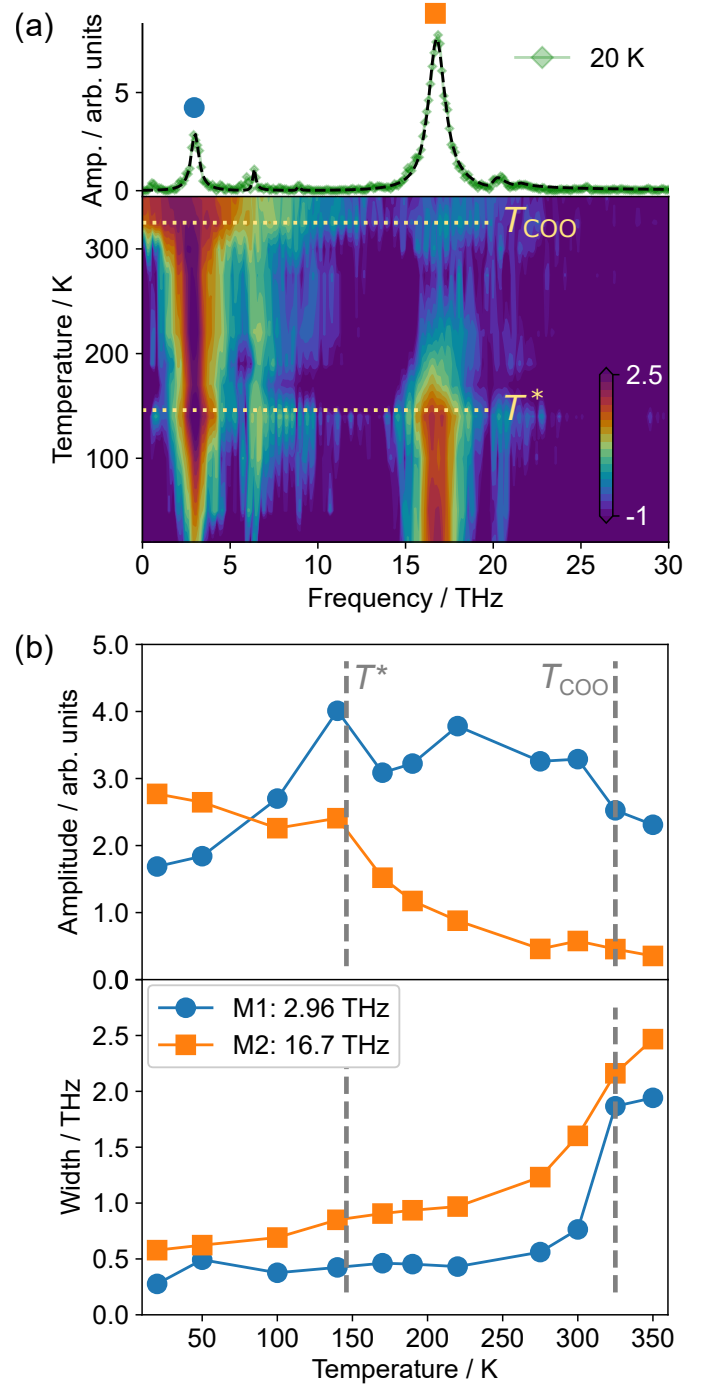 (a)
Amp. / arb. units
5
0
20 K
Temperature / K
300
200
100
T_COO
T*
2.5
-1
0 5 10 15 20 25 30
Frequency / THz
(b)
Amplitude / arb. units
5.0
4.0
3.0
2.0
1.0
0.0
T*
T_COO
Width / THz
2.5
2.0
1.5
1.0
0.5
0.0
M1: 2.96 THz
M2: 16.7 THz
50 100 150 200 250 300 350
Temperature / K